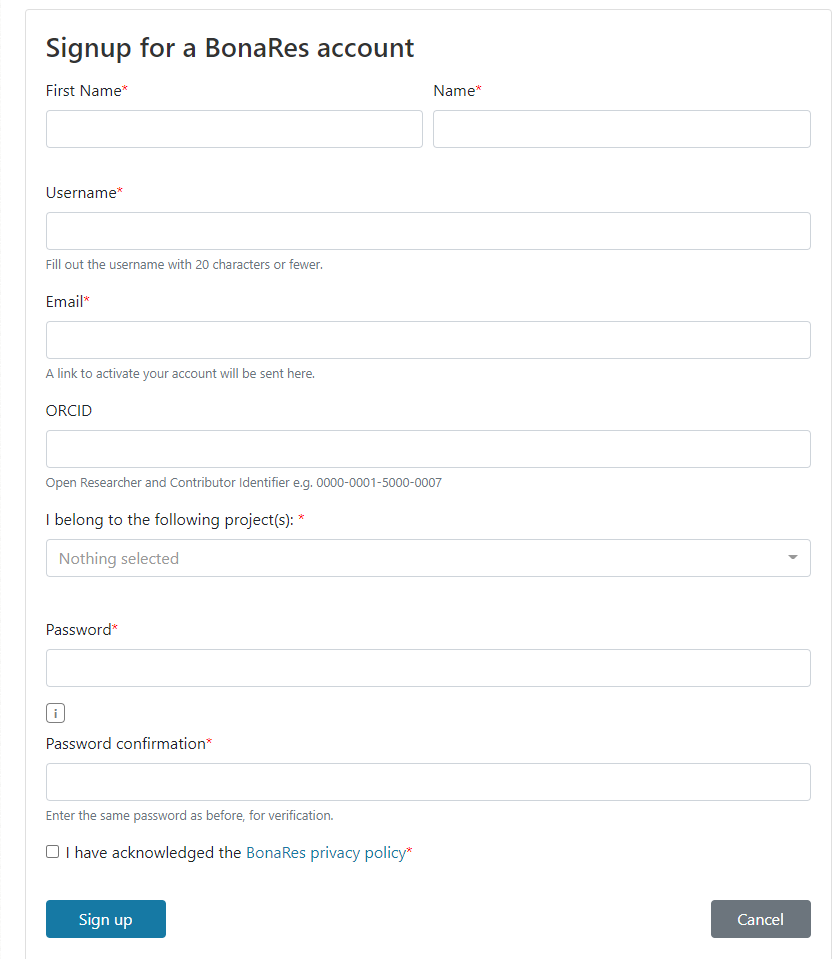 Signup for a BonaRes account
First Name* Name*
Username*
Fill out the username with 20 characters or fewer.
Email*
A link to activate your account will be sent here.
ORCID
Open Researcher and Contributor Identifier e.g. 0000-0001-5000-0007
I belong to the following project(s): *
Nothing selected
Password*
i
Password confirmation*
Enter the same password as before, for verification.
I have acknowledged the BonaRes privacy policy*
Sign up Cancel